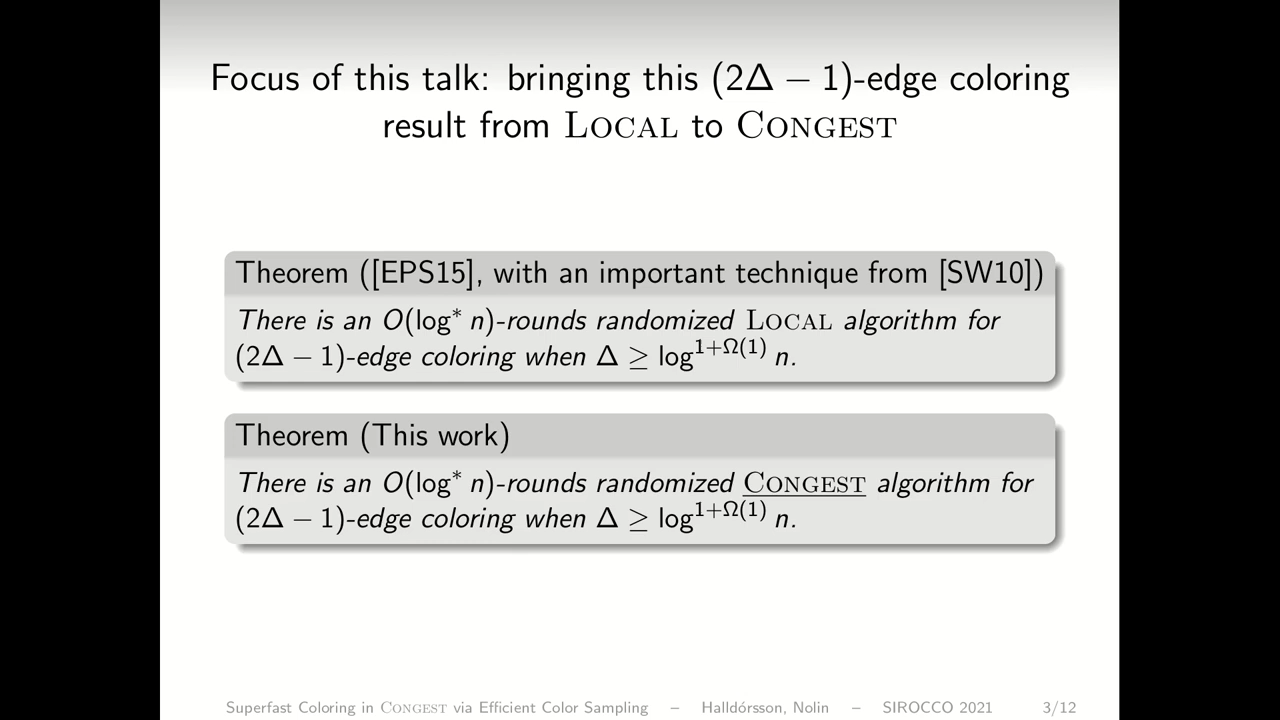 Focus of this talk: bringing this (2Δ − 1)-edge coloring
result from LOCAL to CONGEST
Theorem ([EPS15], with an important technique from [SW10])
There is an O(log* n)-rounds randomized LOCAL algorithm for
(2Δ − 1)-edge coloring when Δ ≥ log^{1+Ω(1)} n.
Theorem (This work)
There is an O(log* n)-rounds randomized CONGEST algorithm for
(2Δ − 1)-edge coloring when Δ ≥ log^{1+Ω(1)} n.
Superfast Coloring in CONGEST via Efficient Color Sampling – Halldórsson, Nolin – SIROCCO 2021 3/12